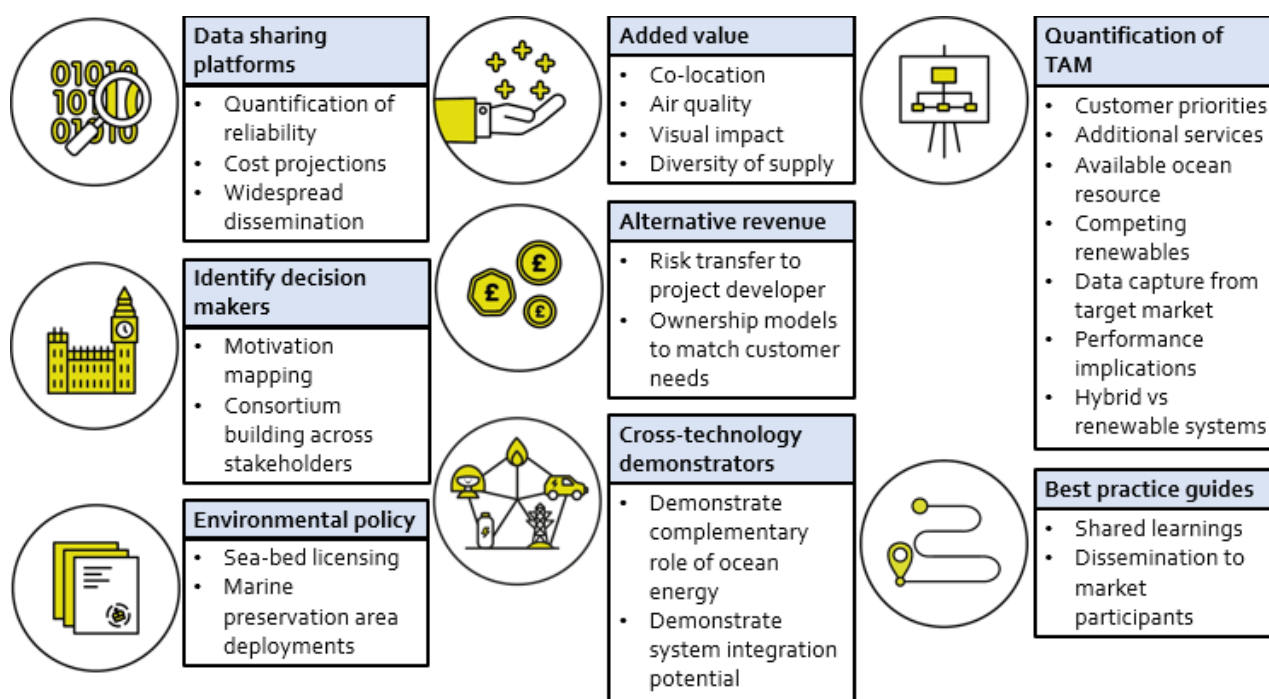 Data sharing
platforms
• Quantification of
reliability
• Cost projections
• Widespread
dissemination
01010
01010
Identify decision
makers
• Motivation
mapping
• Consortium
building across
stakeholders
Environmental policy
• Sea-bed licensing
• Marine
preservation area
deployments
Added value
• Co-location
• Air quality
• Visual impact
• Diversity of supply
Alternative revenue
• Risk transfer to
project developer
• Ownership models
to match customer
needs
£
£
£
Cross-technology
demonstrators
• Demonstrate
complementary
role of ocean
energy
• Demonstrate
system integration
potential
Quantification of
TAM
• Customer priorities
• Additional services
• Available ocean
resource
• Competing
renewables
• Data capture from
target market
• Performance
implications
• Hybrid vs
renewable systems
Best practice guides
• Shared learnings
• Dissemination to
market
participants